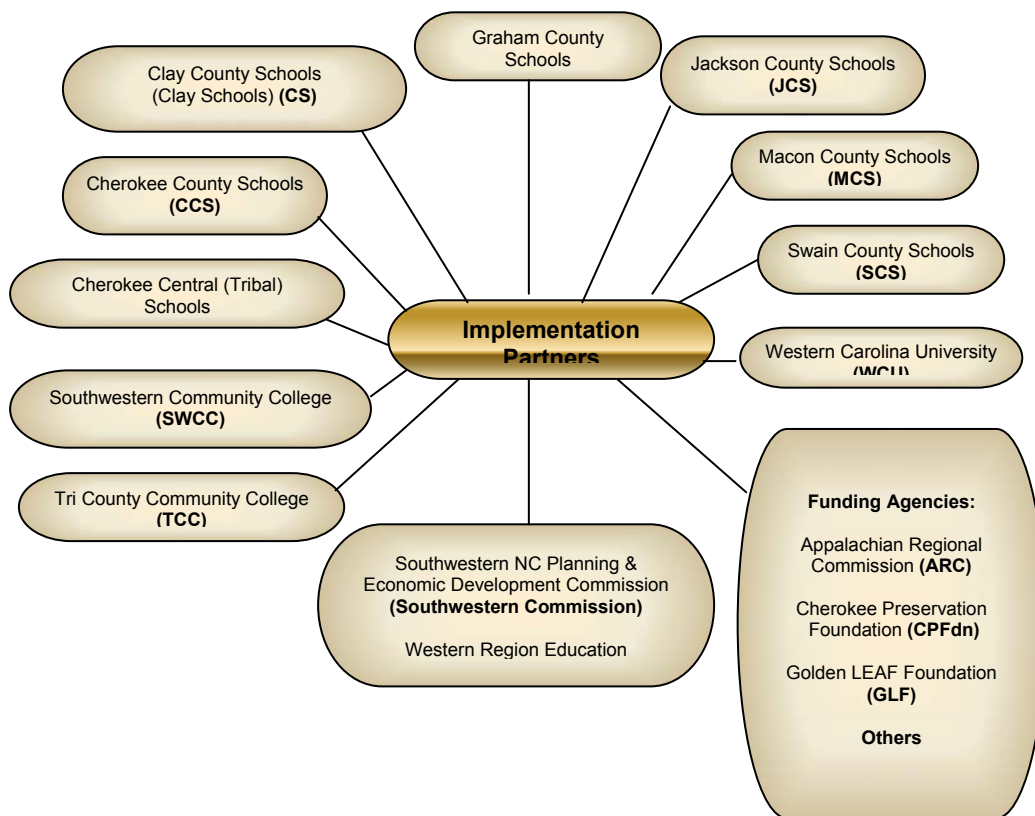 Graham County
Schools
Clay County Schools
(Clay Schools) (CS)
Jackson County Schools
(JCS)
Macon County Schools
(MCS)
Cherokee County Schools
(CCS)
Swain County Schools
(SCS)
Cherokee Central (Tribal)
Schools
Implementation
Partners
Western Carolina University
(WCU)
Southwestern Community College
(SWCC)
Tri County Community College
(TCC)
Southwestern NC Planning &
Economic Development Commission
(Southwestern Commission)
Western Region Education
Funding Agencies:
Appalachian Regional
Commission (ARC)
Cherokee Preservation
Foundation (CPFdn)
Golden LEAF Foundation
(GLF)
Others